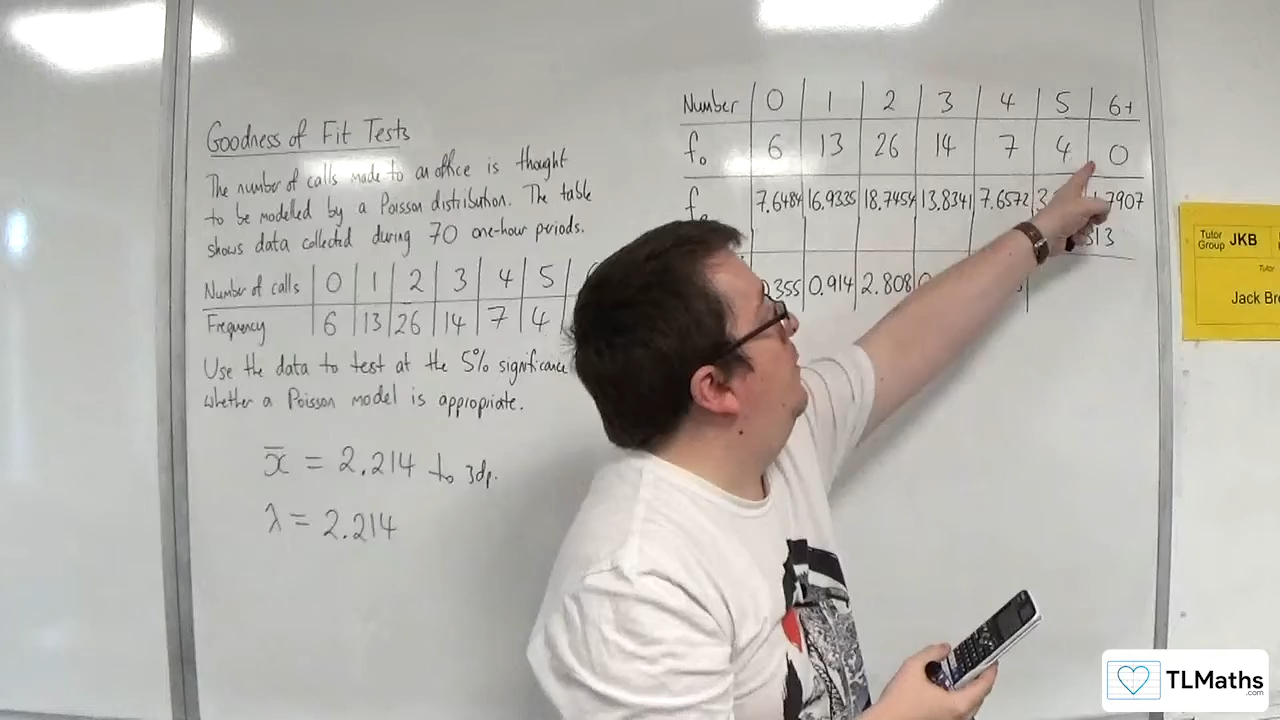 Goodness of Fit Tests
The number of calls made to an office is thought
to be modelled by a Poisson distribution. The table
shows data collected during 70 one-hour periods.
Number of calls 0 1 2 3 4 5
Frequency 6 13 26 14 7 4
Use the data to test at the 5% significance
whether a Poisson model is appropriate.
x̄ = 2.214 to 3dp.
λ = 2.214
Number 0 1 2 3 4 5 6+
fₒ 6 13 26 14 7 4 0
7.6484 16.9335 18.7454 13.8341 7.6572
0.914 2.808
Tutor
Group JKB
Jack
TLMaths